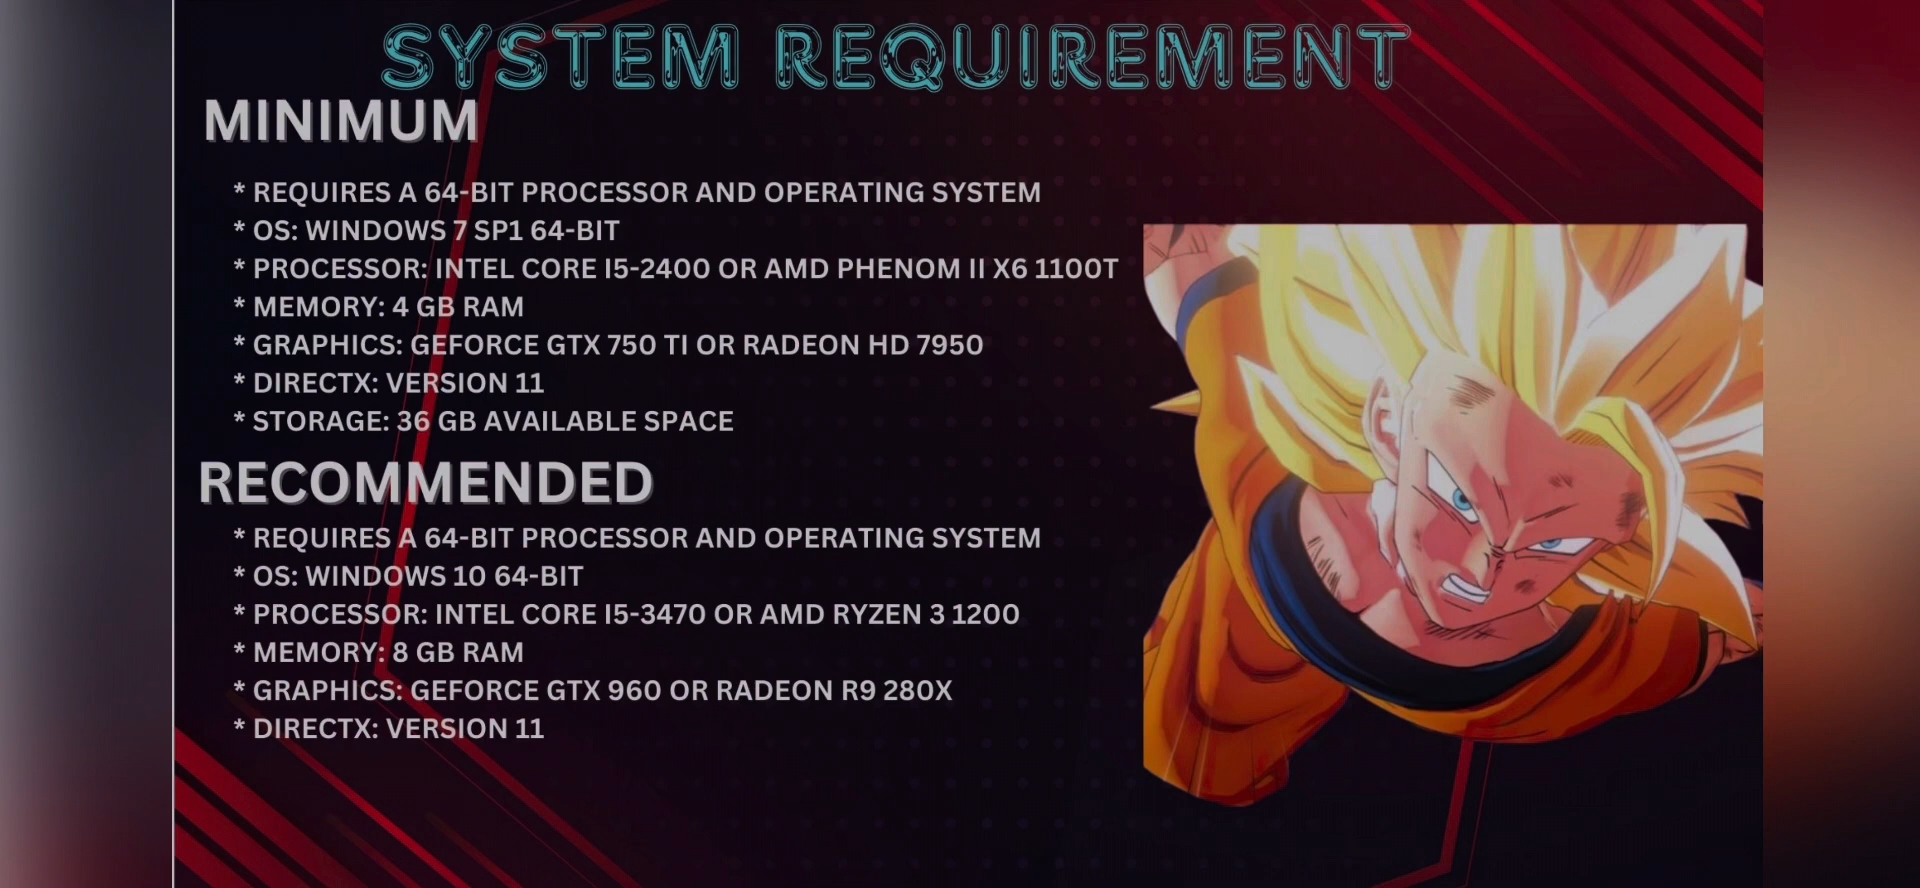 SYSTEM REQUIREMENT
MINIMUM
* REQUIRES A 64-BIT PROCESSOR AND OPERATING SYSTEM
* OS: WINDOWS 7 SP1 64-BIT
* PROCESSOR: INTEL CORE I5-2400 OR AMD PHENOM II X6 1100T
* MEMORY: 4 GB RAM
* GRAPHICS: GEFORCE GTX 750 TI OR RADEON HD 7950
* DIRECTX: VERSION 11
* STORAGE: 36 GB AVAILABLE SPACE
RECOMMENDED
* REQUIRES A 64-BIT PROCESSOR AND OPERATING SYSTEM
* OS: WINDOWS 10 64-BIT
* PROCESSOR: INTEL CORE I5-3470 OR AMD RYZEN 3 1200
* MEMORY: 8 GB RAM
* GRAPHICS: GEFORCE GTX 960 OR RADEON R9 280X
* DIRECTX: VERSION 11